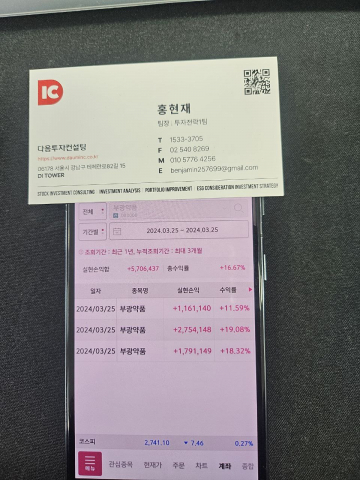 DIC
홍현재
팀장 : 투자전략1팀
다움투자컨설팅
06178 서울시 강남구 테헤란로82길 15
DI TOWER
T 1533-3705
F 02 540 8269
M 010 5776 4256
E benjamin257699@gmail.com
STOCK INVESTMENT CONSULTING INVESTMENT ANALYSIS PORTFOLIO IMPROVEMENT ESG CONSIDERATION INVESTMENT STRATEGY
전체 부광약품
기간별 2024.03.25 ~ 2024.03.25
조회기간 : 최근 1년, 누적조회기간 : 최대 3개월
실현손익합 +5,706,437 총수익률 +16.67%
일자 종목명 실현손익 수익률
2024/03/25 부광약품 +1,161,140 +11.59%
2024/03/25 부광약품 +2,754,148 +19.08%
2024/03/25 부광약품 +1,791,149 +18.32%
코스피 2,741.10 ▼ 7.46 0.27%
메뉴 관심종목 현재가 주문 차트 계좌 종합